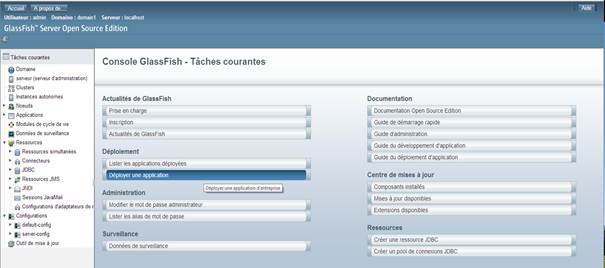 Accueil A propos de... Aide
Utilisateur : admin Domaine : domain1 Serveur : localhost
GlassFish™ Server Open Source Edition
Tâches courantes
Domaine
serveur (serveur d'administration)
Clusters
Instances autonomes
Noeuds
Applications
Modules de cycle de vie
Données de surveillance
Ressources
Ressources simultanées
Connecteurs
JDBC
Ressources JMS
JNDI
Sessions JavaMail
Configurations d'adaptateurs de r
Configurations
default-config
server-config
Outil de mise à jour
Console GlassFish - Tâches courantes
Actualités de GlassFish
Prise en charge
Inscription
Actualités de GlassFish
Déploiement
Lister les applications déployées
Déployer une application
Déployer une application d'entreprise
Administration
Modifier le mot de passe administrateur
Lister les alias de mot de passe
Surveillance
Données de surveillance
Documentation
Documentation Open Source Edition
Guide de démarrage rapide
Guide d'administration
Guide du développement d'application
Guide du déploiement d'application
Centre de mises à jour
Composants installés
Mises à jour disponibles
Extensions disponibles
Ressources
Créer une ressource JDBC
Créer un pool de connexions JDBC